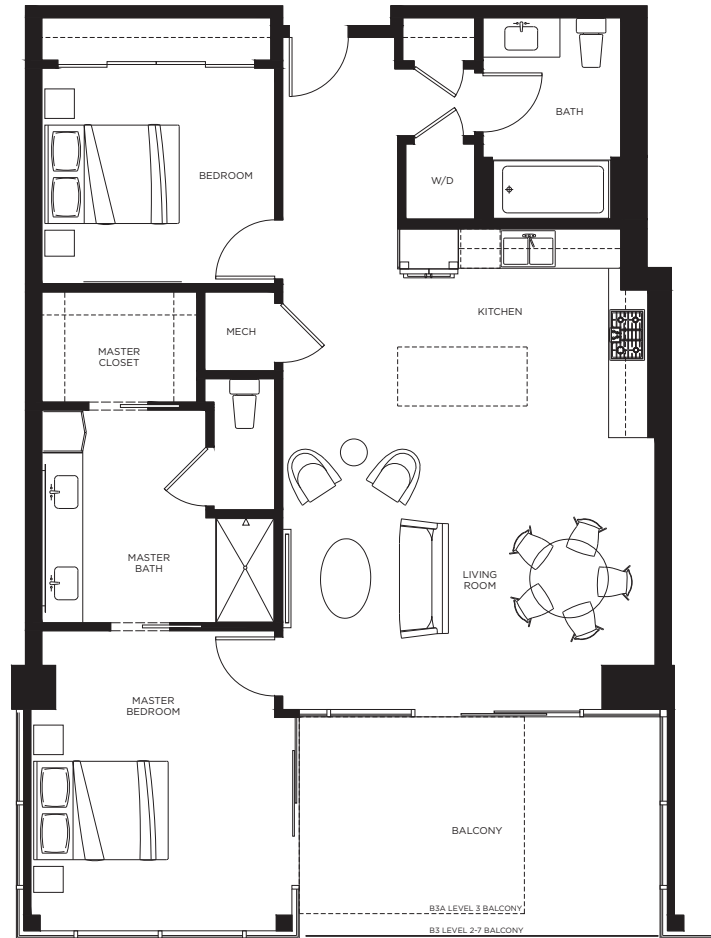 BATH
BEDROOM
W/D
KITCHEN
MECH
MASTER
CLOSET
MASTER
BATH
LIVING
ROOM
MASTER
BEDROOM
BALCONY
B3A LEVEL 3 BALCONY
B3 LEVEL 2-7 BALCONY